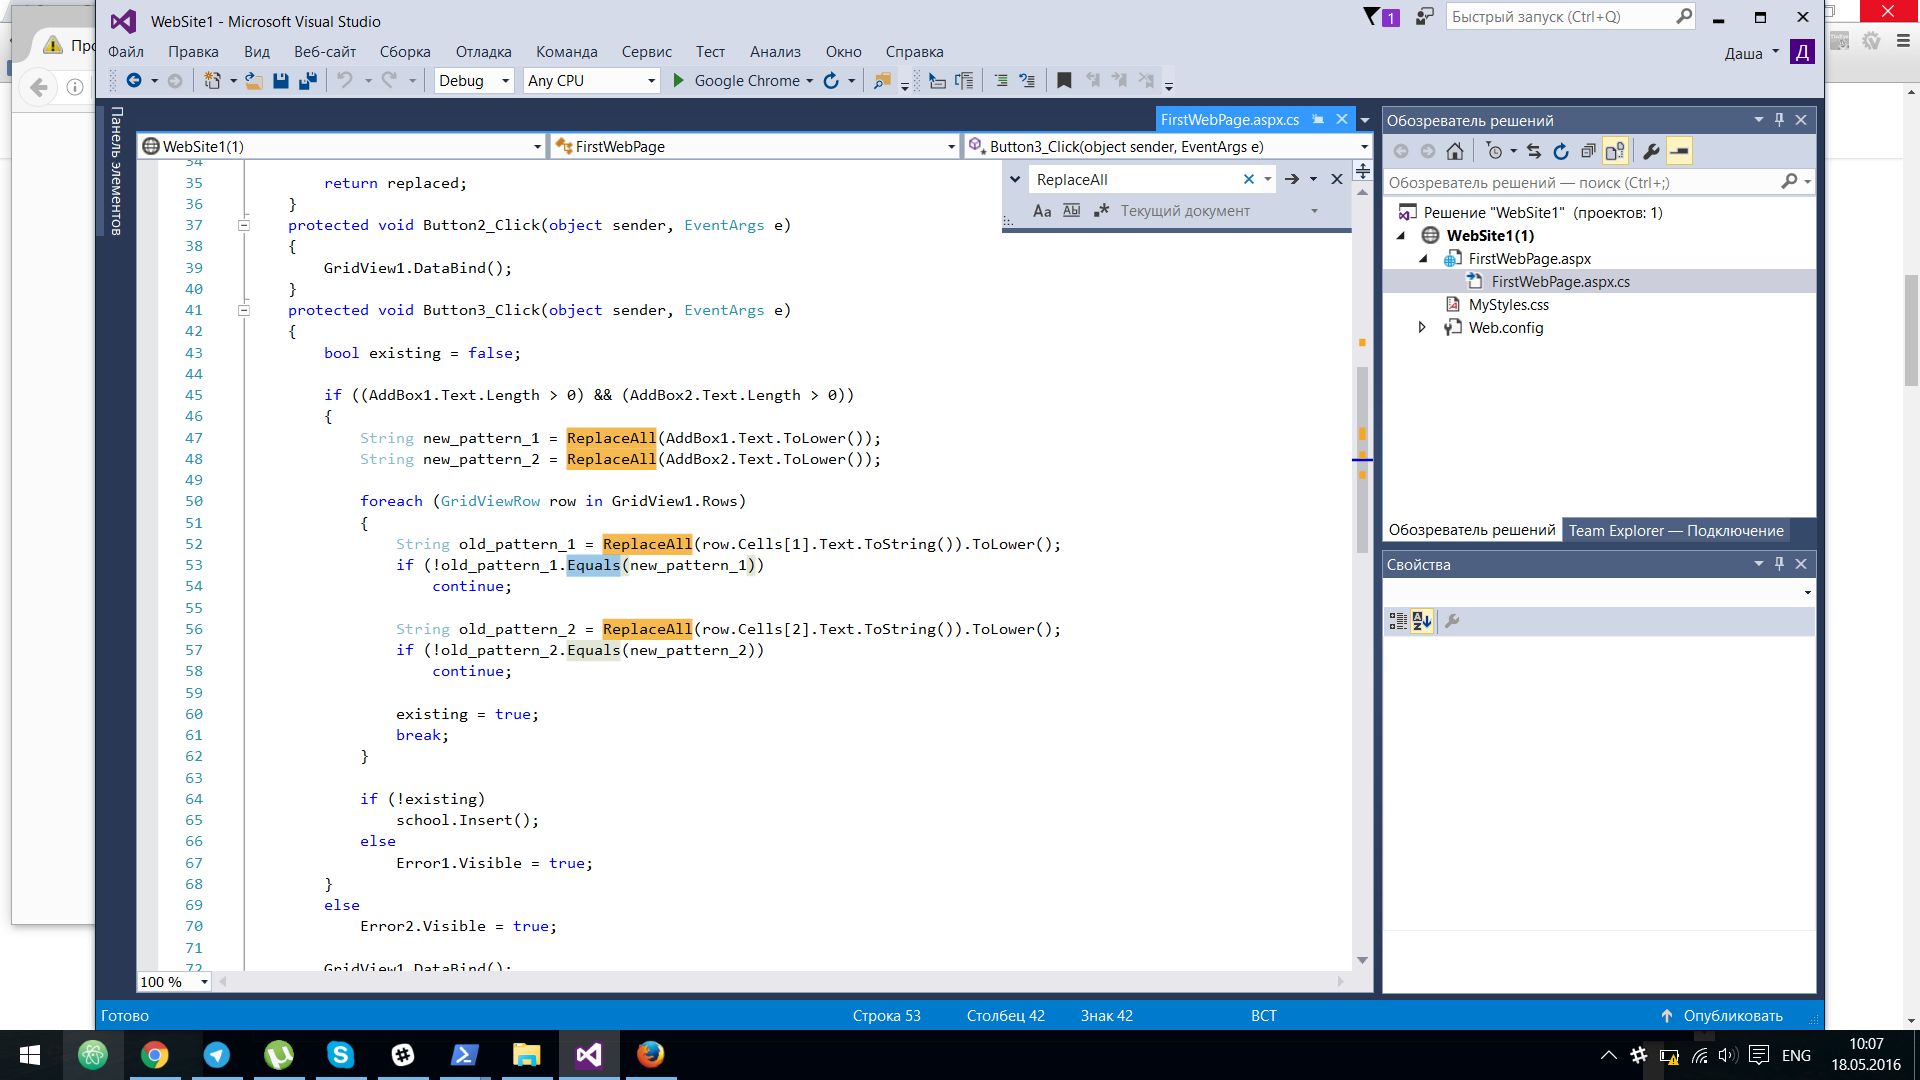 Про
WebSite1 - Microsoft Visual Studio
1
Быстрый запуск (Ctrl+Q)
Файл Правка Вид Веб-сайт Сборка Отладка Команда Сервис Тест Анализ Окно Справка
Даша Д
Debug Any CPU Google Chrome
Панель элементов
FirstWebPage.aspx.cs
WebSite1(1) FirstWebPage Button3_Click(object sender, EventArgs e)
ReplaceAll
Aa Текущий документ
34
35 return replaced;
36 }
37 protected void Button2_Click(object sender, EventArgs e)
38 {
39 GridView1.DataBind();
40 }
41 protected void Button3_Click(object sender, EventArgs e)
42 {
43 bool existing = false;
44
45 if ((AddBox1.Text.Length > 0) && (AddBox2.Text.Length > 0))
46 {
47 String new_pattern_1 = ReplaceAll(AddBox1.Text.ToLower());
48 String new_pattern_2 = ReplaceAll(AddBox2.Text.ToLower());
49
50 foreach (GridViewRow row in GridView1.Rows)
51 {
52 String old_pattern_1 = ReplaceAll(row.Cells[1].Text.ToString()).ToLower();
53 if (!old_pattern_1.Equals(new_pattern_1))
54 continue;
55
56 String old_pattern_2 = ReplaceAll(row.Cells[2].Text.ToString()).ToLower();
57 if (!old_pattern_2.Equals(new_pattern_2))
58 continue;
59
60 existing = true;
61 break;
62 }
63
64 if (!existing)
65 school.Insert();
66 else
67 Error1.Visible = true;
68 }
69 else
70 Error2.Visible = true;
71
72 GridView1.DataBind();
100 %
Обозреватель решений
Обозреватель решений — поиск (Ctrl+;)
Решение "WebSite1" (проектов: 1)
WebSite1(1)
FirstWebPage.aspx
FirstWebPage.aspx.cs
MyStyles.css
Web.config
Обозреватель решений Team Explorer — Подключение
Свойства
Готово Строка 53 Столбец 42 Знак 42 ВСТ Опубликовать
ENG
10:07
18.05.2016